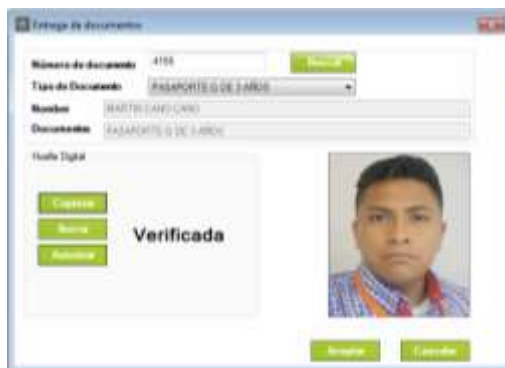 Entrega de documentos
Número de documento 4166
Buscar
Tipo de Documento PASAPORTE G DE 3 AÑOS
Nombre MARTIN CANO CANO
Documentos PASAPORTE G DE 3 AÑOS
Huella Digital
Capturar
Borrar
Autorizar
Verificada
Aceptar Cancelar